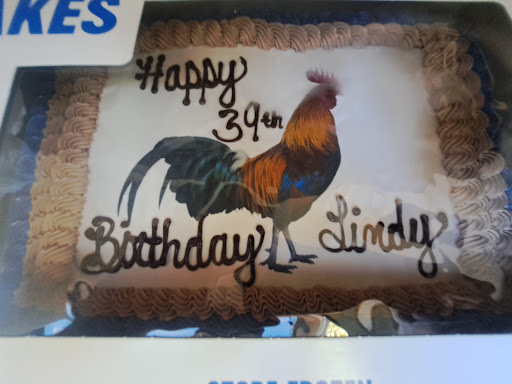 AKES
Happy
39th
Birthday Lindy
STORE FROZEN